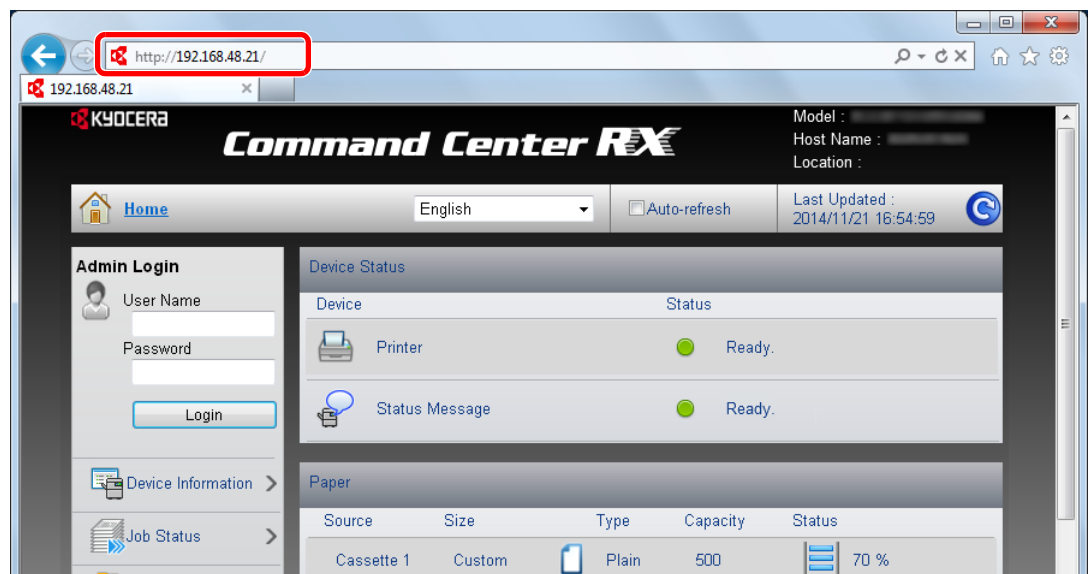 http://192.168.48.21/
192.168.48.21
KYOCERA
Command Center RX
Model :
Host Name :
Location :
Home
English
Auto-refresh
Last Updated :
2014/11/21 16:54:59
Admin Login
User Name
Password
Login
Device Information
Job Status
Device Status
Device Status
Printer Ready.
Status Message Ready.
Paper
Source Size Type Capacity Status
Cassette 1 Custom Plain 500 70 %